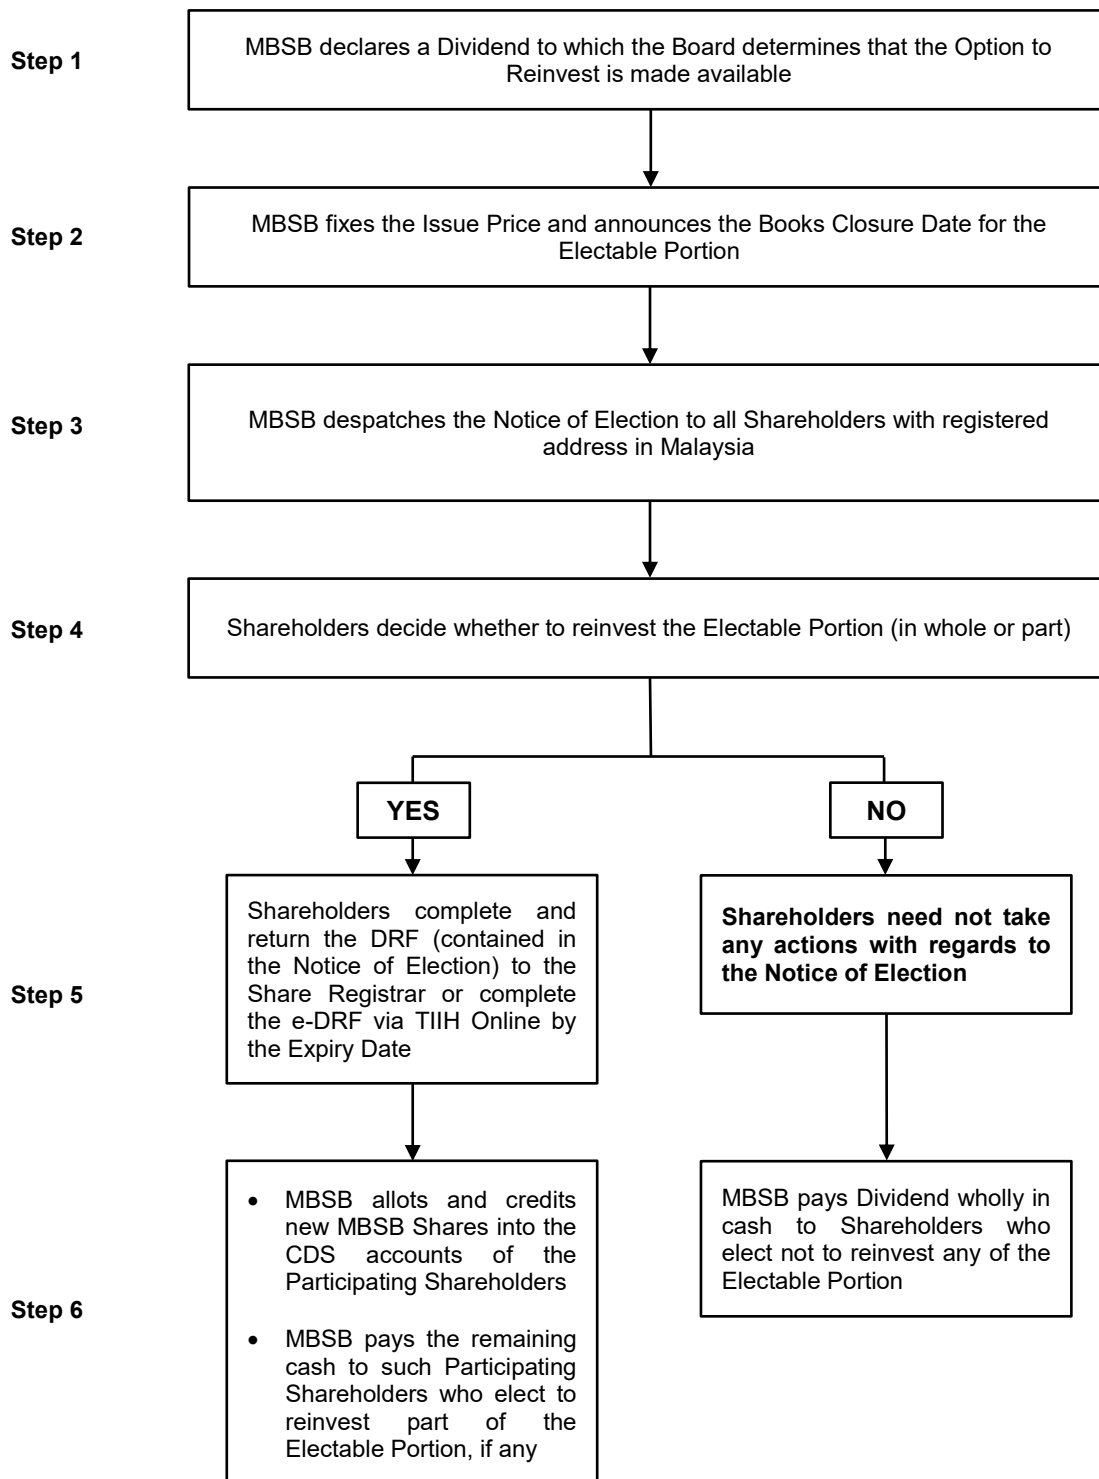 Step 1
MBSB declares a Dividend to which the Board determines that the Option to
Reinvest is made available
Step 2
MBSB fixes the Issue Price and announces the Books Closure Date for the
Electable Portion
Step 3
MBSB despatches the Notice of Election to all Shareholders with registered
address in Malaysia
Step 4
Shareholders decide whether to reinvest the Electable Portion (in whole or part)
YES
NO
Step 5
Shareholders complete and
return the DRF (contained in
the Notice of Election) to the
Share Registrar or complete
the e-DRF via TIIH Online by
the Expiry Date
Shareholders need not take
any actions with regards to
the Notice of Election
Step 6
• MBSB allots and credits
new MBSB Shares into the
CDS accounts of the
Participating Shareholders
• MBSB pays the remaining
cash to such Participating
Shareholders who elect to
reinvest part of the
Electable Portion, if any
MBSB pays Dividend wholly in
cash to Shareholders who
elect not to reinvest any of the
Electable Portion